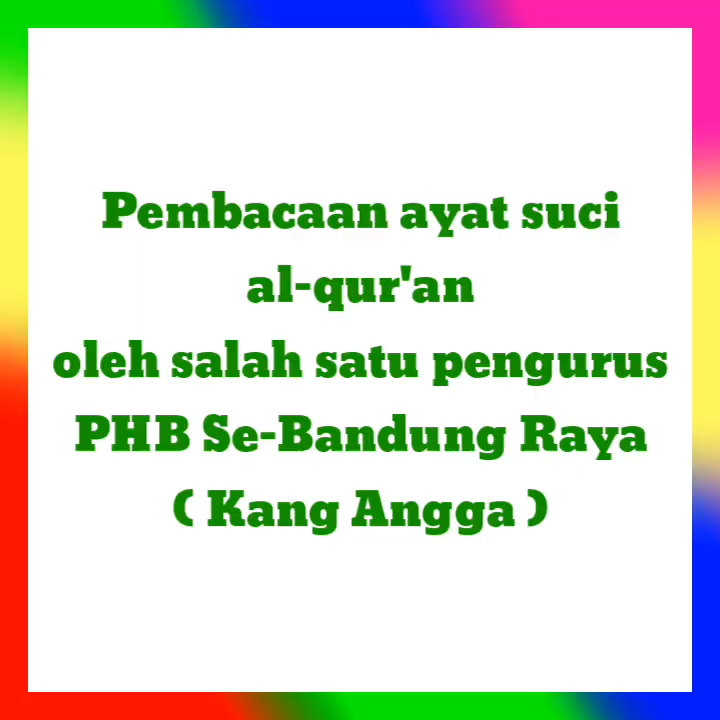 Pembacaan ayat suci
al-qur'an
oleh salah satu pengurus
PHB Se-Bandung Raya
( Kang Angga )